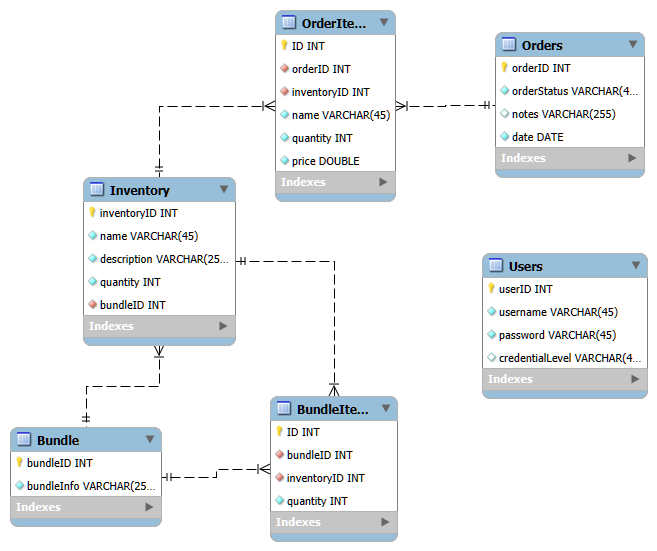 OrderIte...
ID INT
orderID INT
inventoryID INT
name VARCHAR(45)
quantity INT
price DOUBLE
Indexes
Orders
orderID INT
orderStatus VARCHAR(4...
notes VARCHAR(255)
date DATE
Indexes
Inventory
inventoryID INT
name VARCHAR(45)
description VARCHAR(25...
quantity INT
bundleID INT
Indexes
Users
userID INT
username VARCHAR(45)
password VARCHAR(45)
credentialLevel VARCHAR(4...
Indexes
Bundle
bundleID INT
bundleInfo VARCHAR(25...
Indexes
BundleIte...
ID INT
bundleID INT
inventoryID INT
quantity INT
Indexes